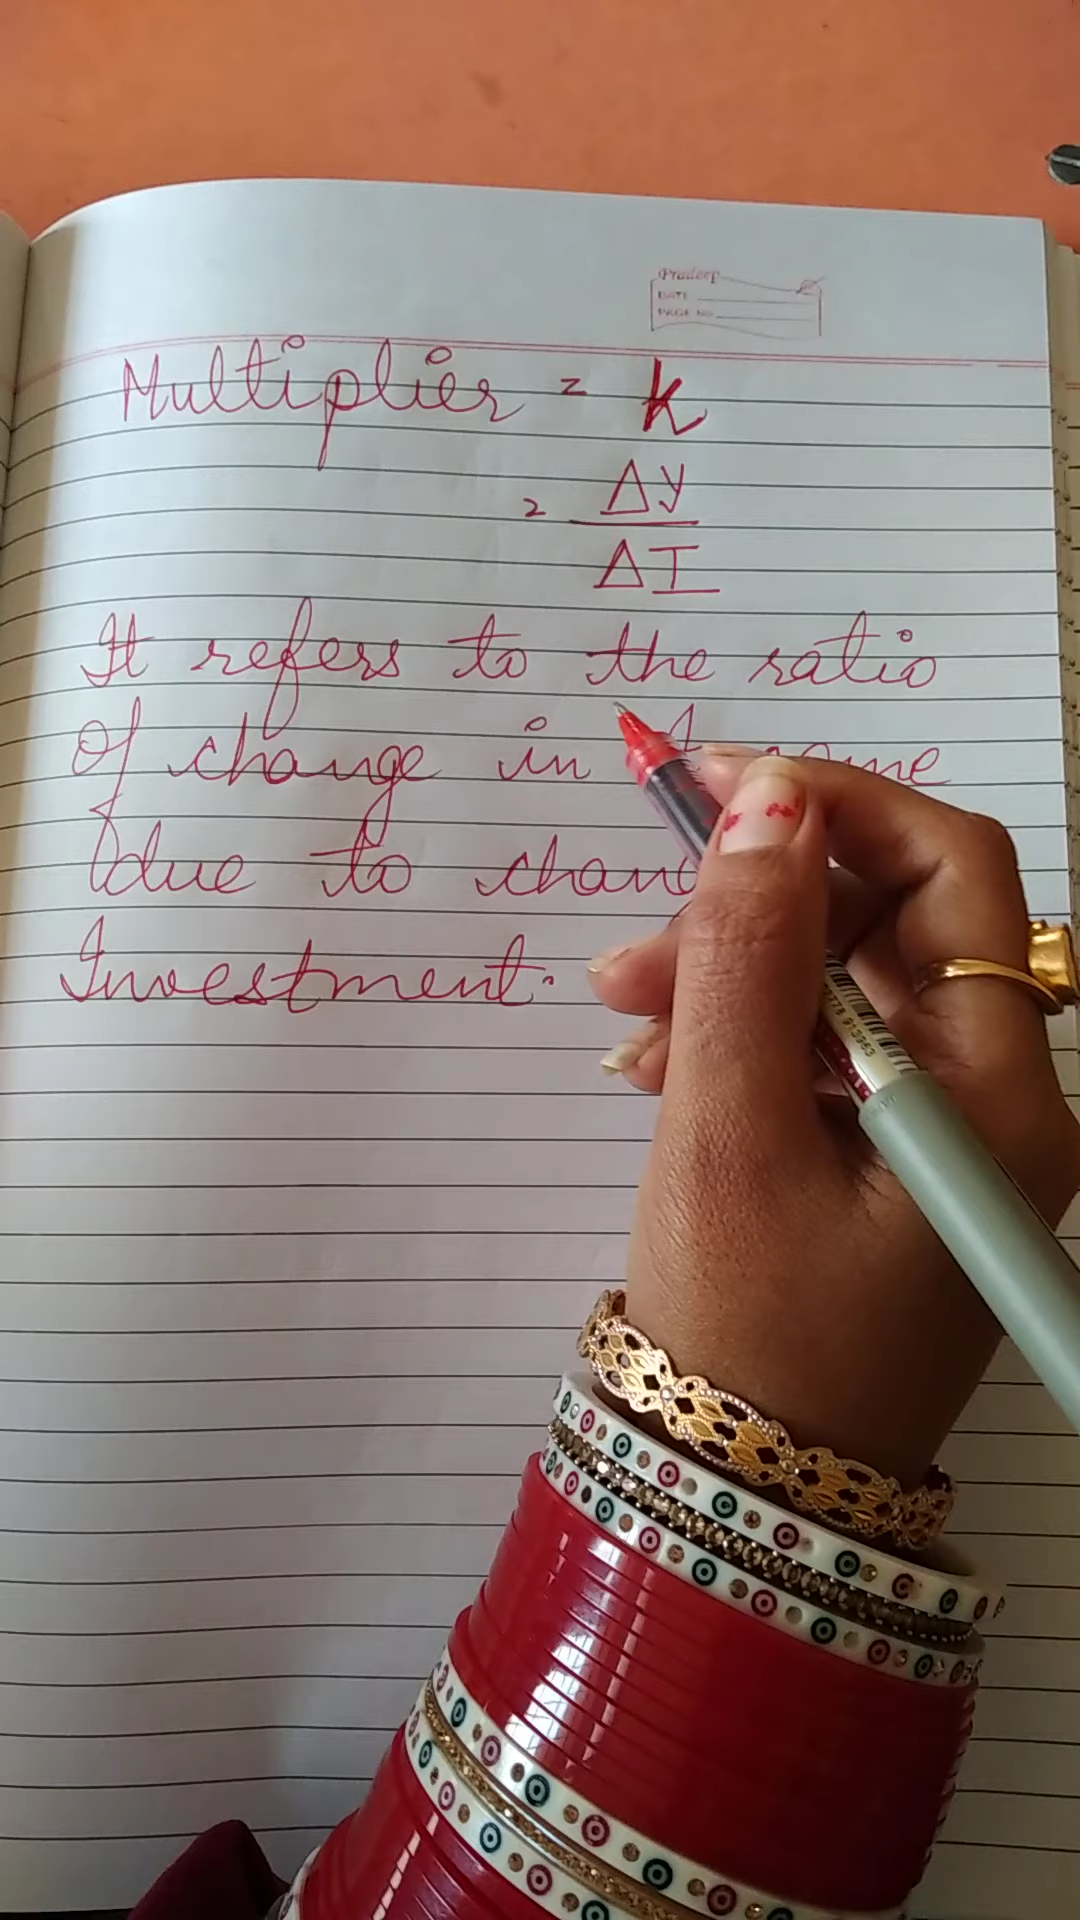 Pradeep
DATE
PAGE NO.
Multiplier = k
= ΔY
ΔI
It refers to the ratio
Of change in
due to
Investment.